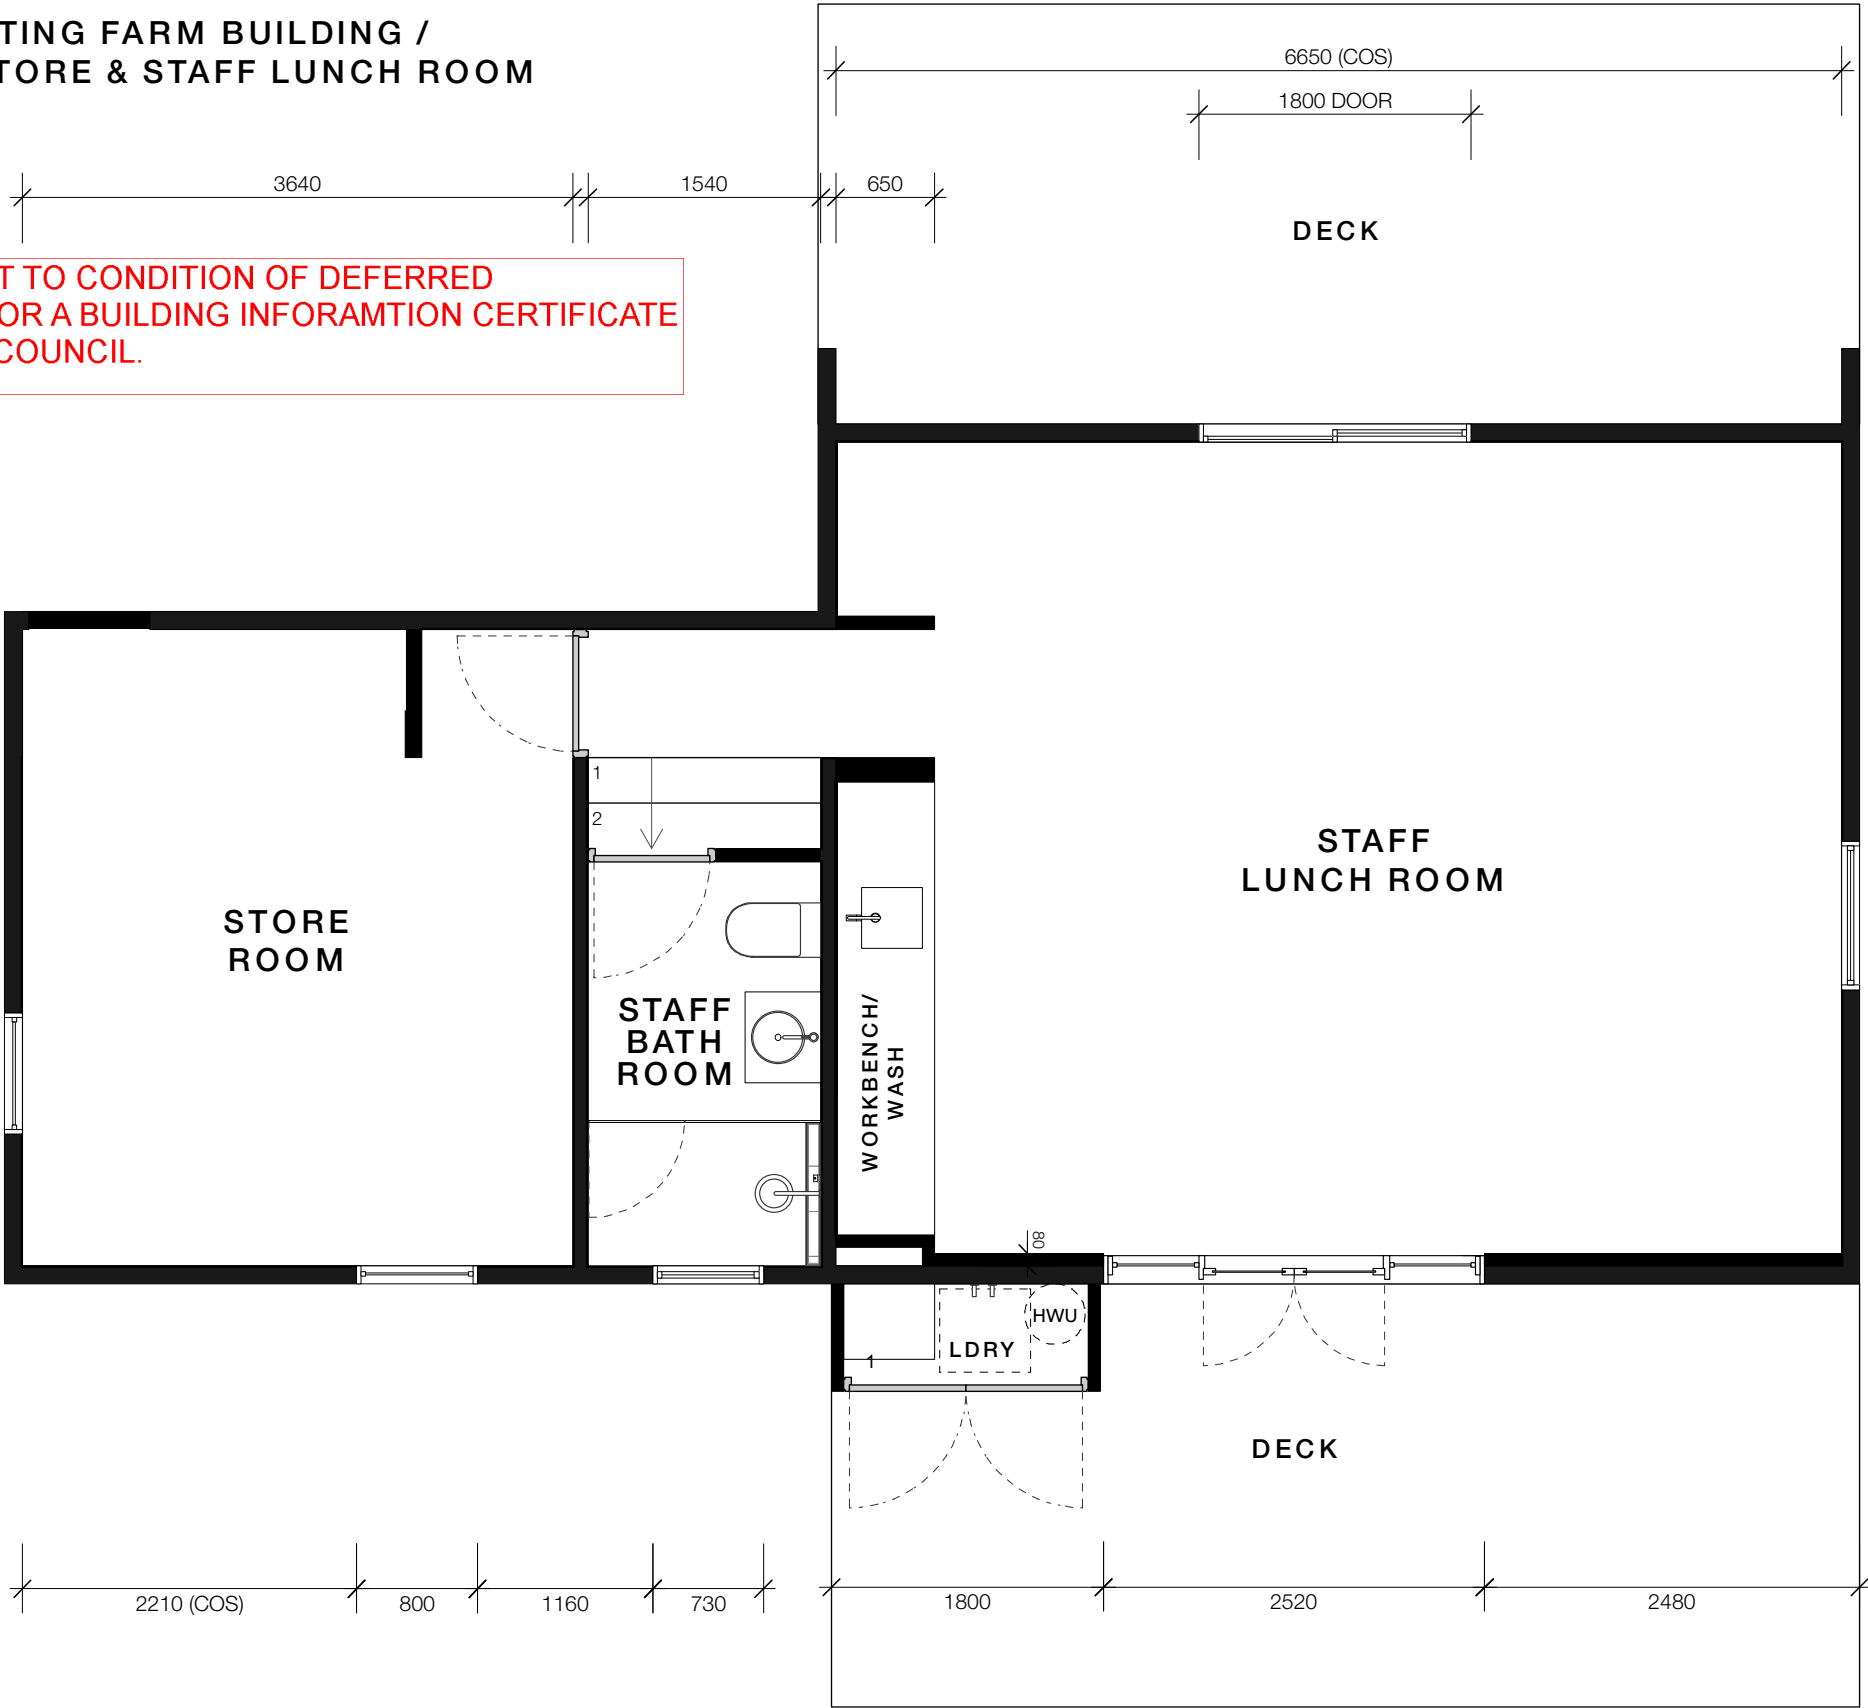 TING FARM BUILDING /
TORE & STAFF LUNCH ROOM
6650 (COS)
1800 DOOR
3640
1540
650
DECK
T TO CONDITION OF DEFERRED
OR A BUILDING INFORAMTION CERTIFICATE
COUNCIL.
1
2
STORE
ROOM
STAFF
BATH
ROOM
WORKBENCH/
WASH
STAFF
LUNCH ROOM
80
HWU
LDRY
1
DECK
2210 (COS)
800
1160
730
1800
2520
2480